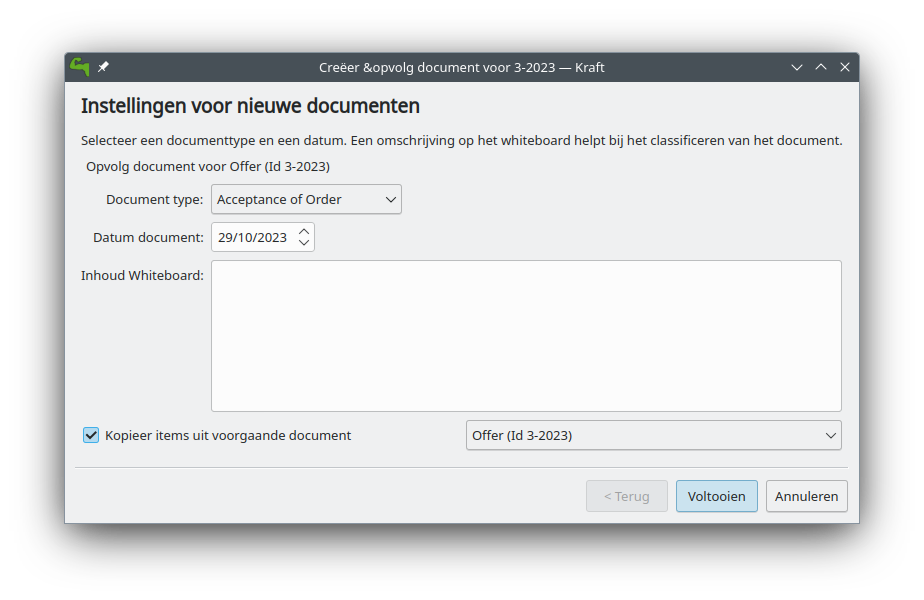 Creëer &opvolg document voor 3-2023 — Kraft
Instellingen voor nieuwe documenten
Selecteer een documenttype en een datum. Een omschrijving op het whiteboard helpt bij het classificeren van het document.
Opvolg document voor Offer (Id 3-2023)
Document type: Acceptance of Order
Datum document: 29/10/2023
Inhoud Whiteboard:
Kopieer items uit voorgaande document Offer (Id 3-2023)
< Terug Voltooien Annuleren